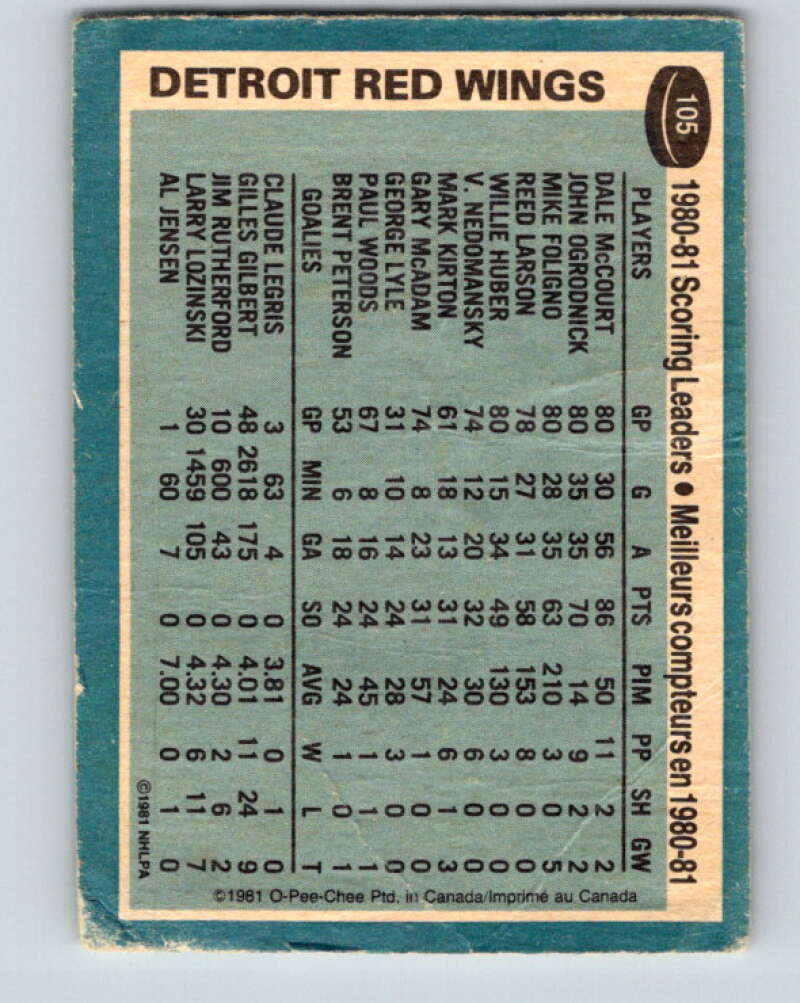 DETROIT RED WINGS
105
1980-81 Scoring Leaders • Meilleurs compteurs en 1980-81
PLAYERS GP G A PTS PIM PP SH GW
DALE McCOURT 80 30 56 86 50 11 2 2
JOHN OGRODNICK 80 35 35 70 14 9 2 2
MIKE FOLIGNO 80 28 35 63 210 3 0 5
REED LARSON 78 27 31 58 153 8 0 0
WILLIE HUBER 80 15 34 49 130 3 0 0
V. NEDOMANSKY 74 12 20 32 30 6 0 0
MARK KIRTON 61 18 13 31 24 6 1 3
GARY McADAM 74 8 23 31 57 1 0 0
GEORGE LYLE 31 10 14 24 28 3 0 0
PAUL WOODS 67 8 16 24 45 1 1 1
BRENT PETERSON 53 6 18 24 24 1 0 1
GOALIES GP MIN GA SO AVG W L T
CLAUDE LEGRIS 3 63 4 0 3.81 0 1 0
GILLES GILBERT 48 2618 175 0 4.01 11 24 9
JIM RUTHERFORD 10 600 43 0 4.30 2 6 2
LARRY LOZINSKI 30 1459 105 0 4.32 6 11 7
AL JENSEN 1 60 7 0 7.00 0 1 0
©1981 NHLPA
©1981 O-Pee-Chee Ptd. in Canada/Imprimé au Canada